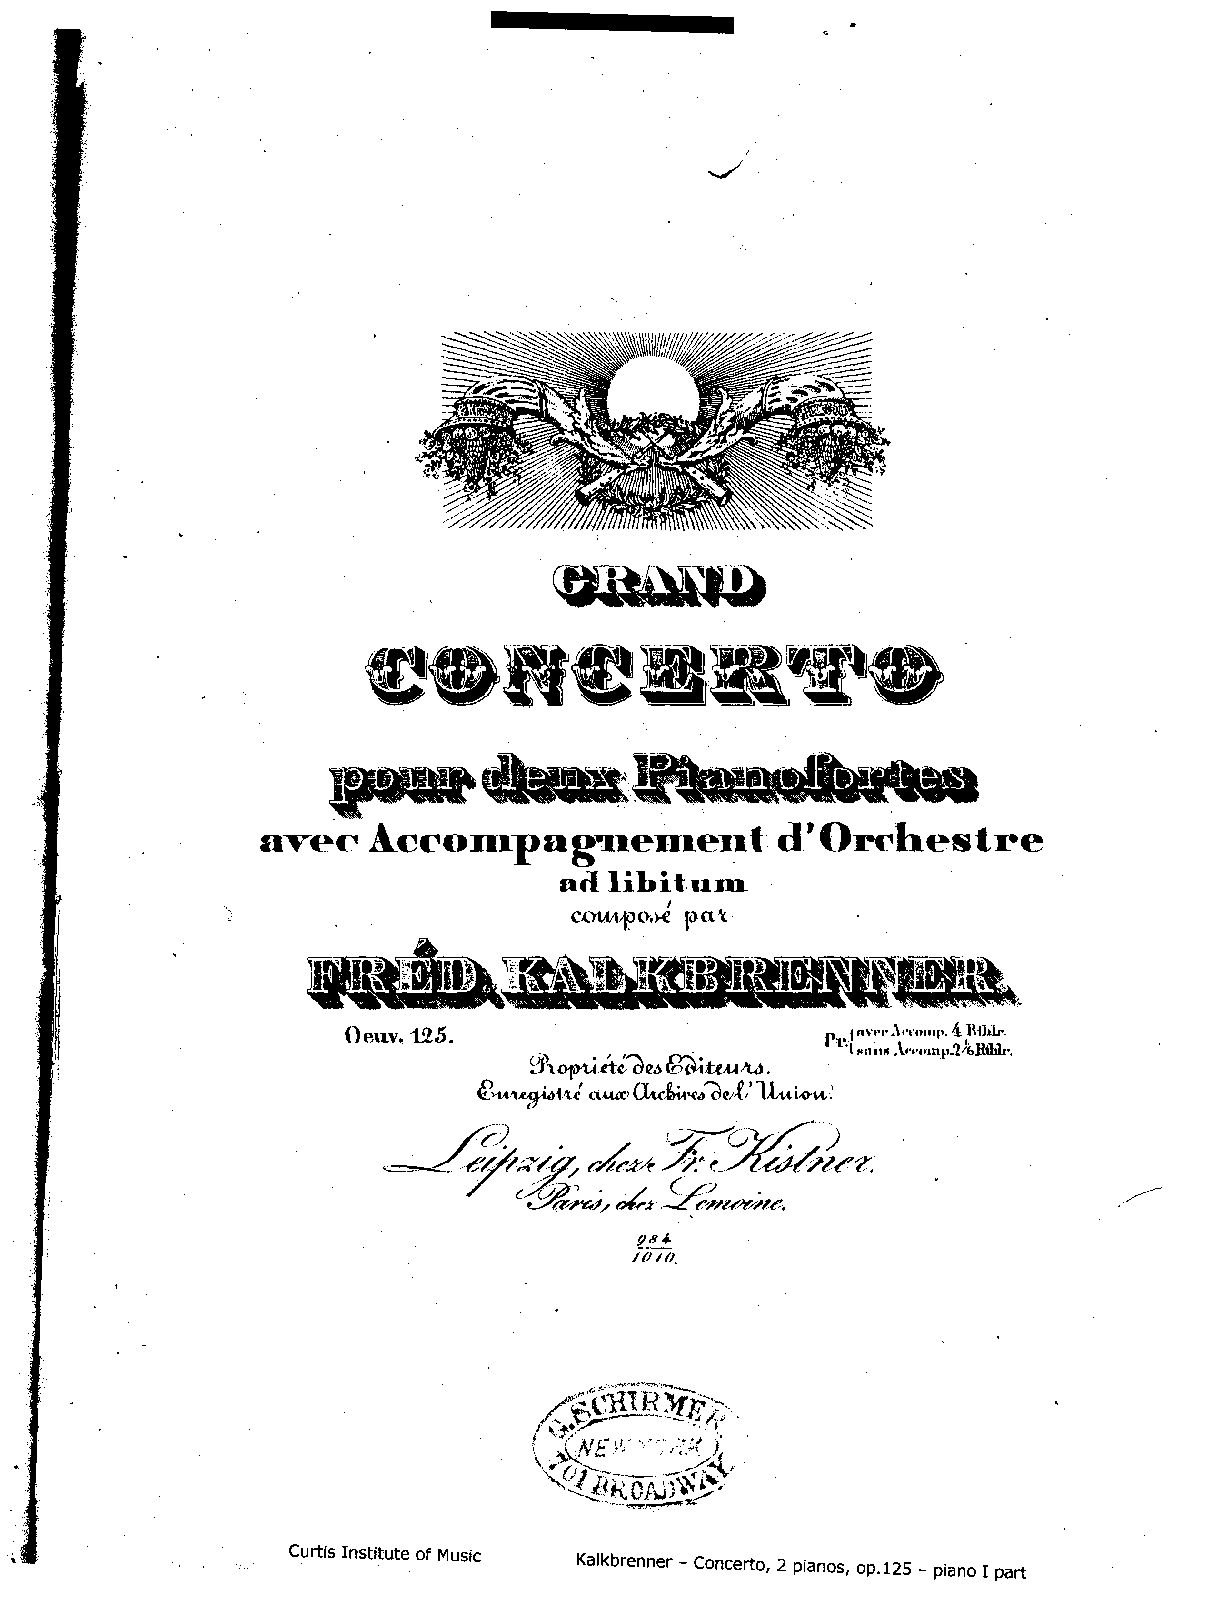 GRAND
CONCERTO
pour deux Pianofortes
avec Accompagnement d'Orchestre
ad libitum
composé par
FRÉD. KALKBRENNER.
Oeuv. 125.
Pr. avec Accomp. 4 Rthlr.
sans Accomp. 2 1/6 Rthlr.
Propriété des Editeurs.
Enregistré aux Archives de l'Union.
Leipzig, chez Fr. Kistner.
Paris, chez Lemoine.
984
1010.
G. SCHIRMER
NEW YORK
701 BROADWAY
Curtis Institute of Music
Kalkbrenner – Concerto, 2 pianos, op.125 – piano I part